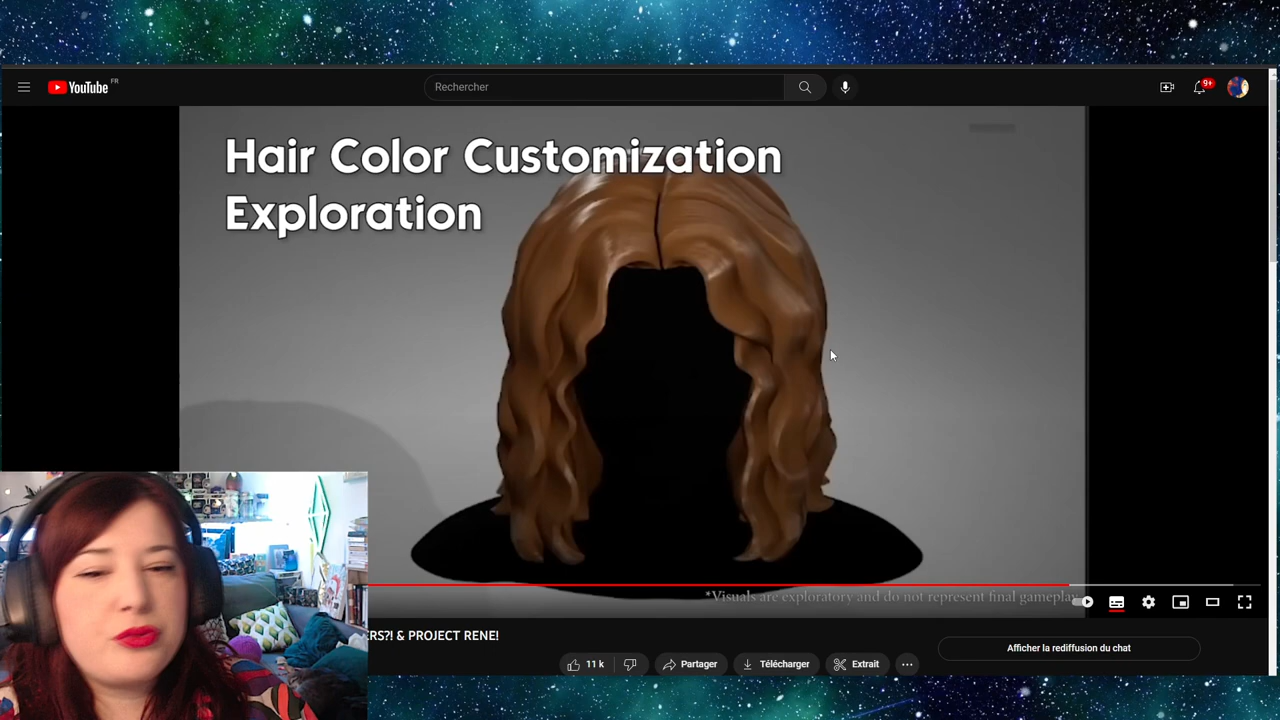 YouTube FR
Rechercher
9+
Hair Color Customization
Exploration
*Visuals are exploratory and do not represent final gameplay
ERS?! & PROJECT RENE!
11 k
Partager
Télécharger
Extrait
Afficher la rediffusion du chat